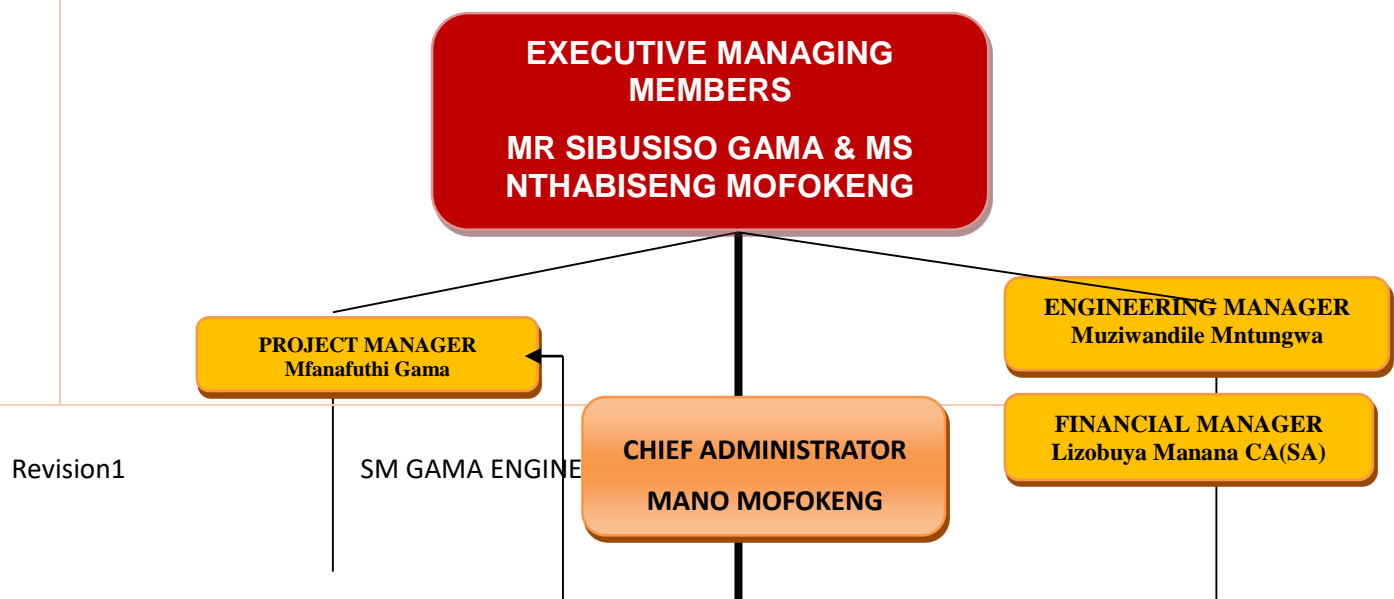 EXECUTIVE MANAGING
MEMBERS
MR SIBUSISO GAMA & MS
NTHABISENG MOFOKENG
ENGINEERING MANAGER
Muziwandile Mntungwa
PROJECT MANAGER
Mfanafuthi Gama
CHIEF ADMINISTRATOR
MANO MOFOKENG
FINANCIAL MANAGER
Lizobuya Manana CA(SA)
Revision1
SM GAMA ENGINE